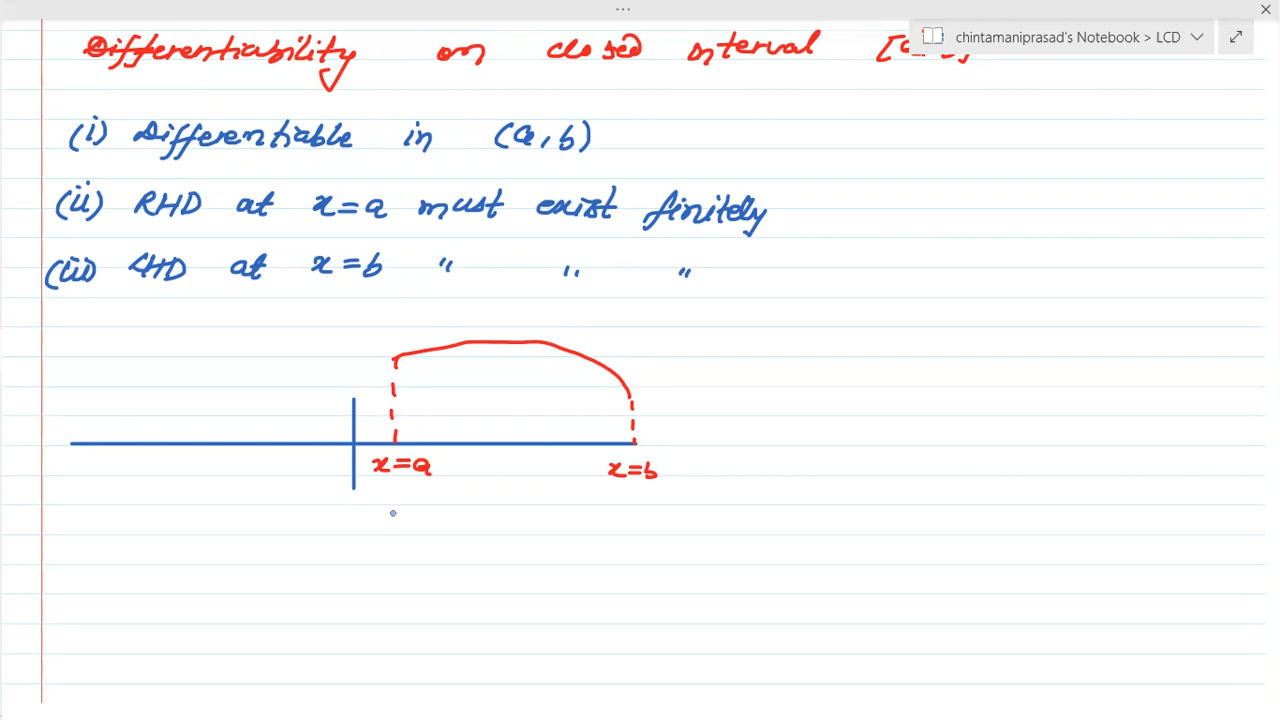 chintamaniprasad's Notebook > LCD
Differentiability on closed interval
(i) Differentiable in (a, b)
(ii) RHD at x=a must exist finitely
(iii) LHD at x=b " " "
x=a
x=b